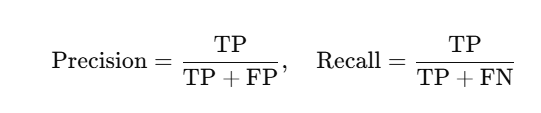 Precision = TP / (TP + FP), Recall = TP / (TP + FN)